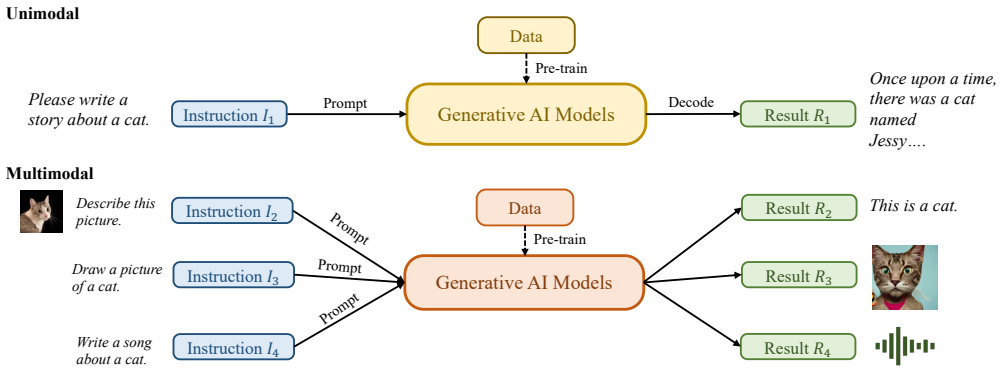 Unimodal
Data
Pre-train
Please write a
story about a cat.
Instruction I₁
Prompt
Generative AI Models
Decode
Result R₁
Once upon a time,
there was a cat
named
Jessy….
Multimodal
Describe this
picture.
Instruction I₂
Prompt
Data
Pre-train
Result R₂
This is a cat.
Draw a picture
of a cat.
Instruction I₃
Prompt
Generative AI Models
Result R₃
Write a song
about a cat.
Instruction I₄
Prompt
Result R₄